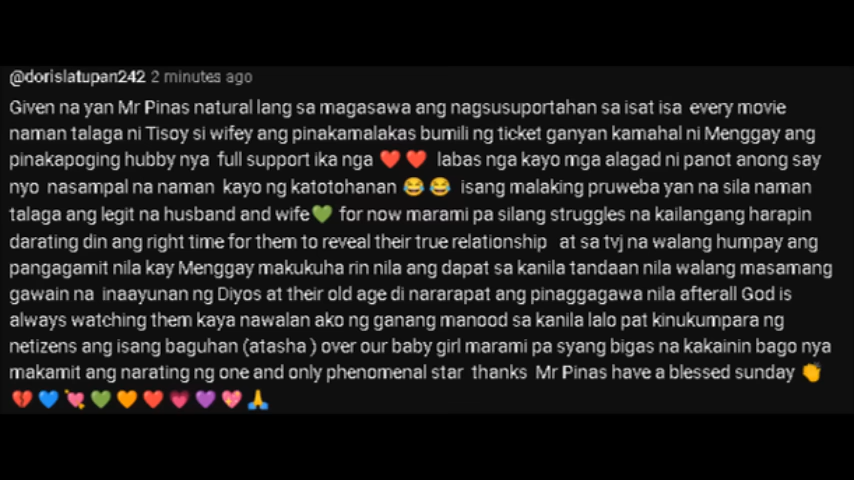 @dorislatupan242 2 minutes ago
Given na yan Mr Pinas natural lang sa magasawa ang nagsusuportahan sa isat isa every movie
naman talaga ni Tisoy si wifey ang pinakamalakas bumili ng ticket ganyan kamahal ni Menggay ang
pinakapoging hubby nya full support ika nga ❤️ ❤️ labas nga kayo mga alagad ni panot anong say
nyo nasampal na naman kayo ng katotohanan 😂 😂 isang malaking pruweba yan na sila naman
talaga ang legit na husband and wife💚 for now marami pa silang struggles na kailangang harapin
darating din ang right time for them to reveal their true relationship at sa tvj na walang humpay ang
pangagamit nila kay Menggay makukuha rin nila ang dapat sa kanila tandaan nila walang masamang
gawain na inaayunan ng Diyos at their old age di nararapat ang pinaggagawa nila afterall God is
always watching them kaya nawalan ako ng ganang manood sa kanila lalo pat kinukumpara ng
netizens ang isang baguhan (atasha ) over our baby girl marami pa syang bigas na kakainin bago nya
makamit ang narating ng one and only phenomenal star thanks Mr Pinas have a blessed sunday 👏
💔 💙 💘 💚 🧡 ❤️ 💗 💜 💖 🙏